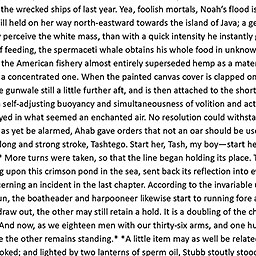 the wrecked ships of last year. Yea, foolish mortals, Noah's flood is
ill held on her way north-eastward towards the island of Java; a ge
perceive the white mass, than with a quick intensity he instantly g
f feeding, the spermaceti whale obtains his whole food in unknow
the American fishery almost entirely superseded hemp as a mater
a concentrated one. When the painted canvas cover is clapped on
e gunwale still a little further aft, and is then attached to the short
self-adjusting buoyancy and simultaneousness of volition and act
yed in what seemed an enchanted air. No resolution could withsta
as yet be alarmed, Ahab gave orders that not an oar should be use
long and strong stroke, Tashtego. Start her, Tash, my boy—start he
* More turns were taken, so that the line began holding its place. T
g upon this crimson pond in the sea, sent back its reflection into ev
cerning an incident in the last chapter. According to the invariable u
un, the boatheader and harpooneer likewise start to running fore a
draw out, the other may still retain a hold. It is a doubling of the ch
And now, as we eighteen men with our thirty-six arms, and one hu
e the other remains standing.* *A little item may as well be related
oked; and lighted by two lanterns of sperm oil, Stubb stoutly stood